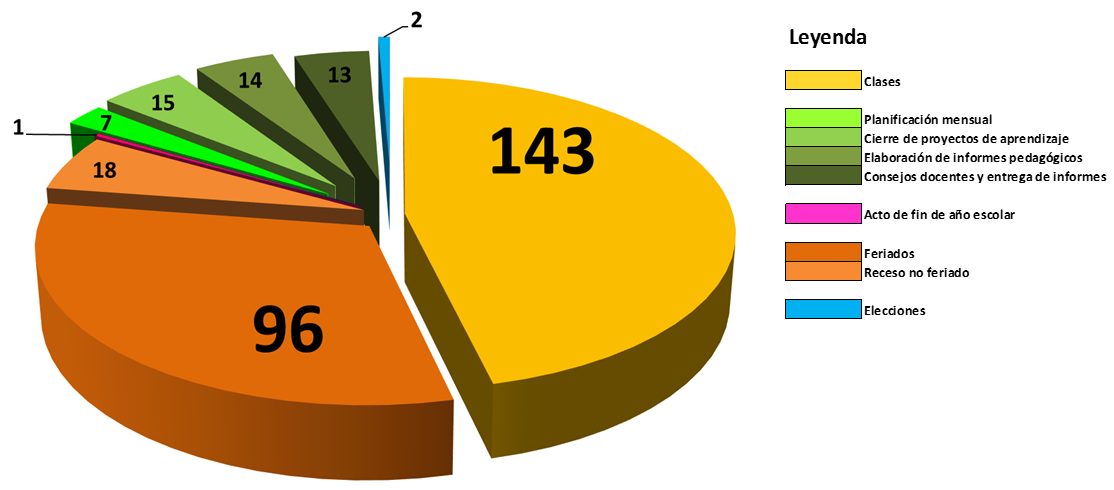 2
13
14
15
7
1
18
143
96
Leyenda
Clases
Planificación mensual
Cierre de proyectos de aprendizaje
Elaboración de informes pedagógicos
Consejos docentes y entrega de informes
Acto de fin de año escolar
Feriados
Receso no feriado
Elecciones